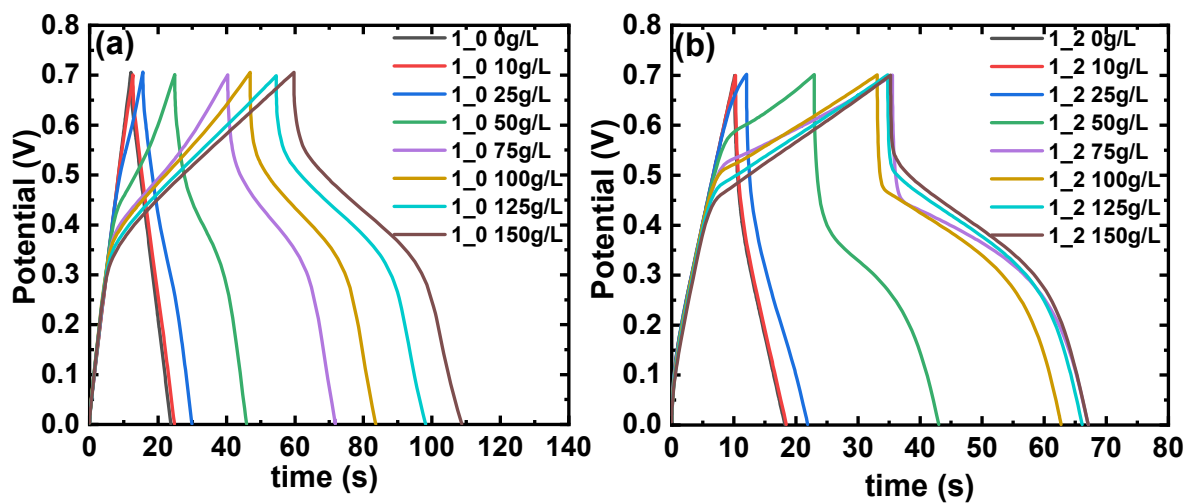 (a)
1_0 0g/L
1_0 10g/L
1_0 25g/L
1_0 50g/L
1_0 75g/L
1_0 100g/L
1_0 125g/L
1_0 150g/L
Potential (V)
0.8
0.7
0.6
0.5
0.4
0.3
0.2
0.1
0.0
0 20 40 60 80 100 120 140
time (s)
(b)
1_2 0g/L
1_2 10g/L
1_2 25g/L
1_2 50g/L
1_2 75g/L
1_2 100g/L
1_2 125g/L
1_2 150g/L
Potential (V)
0.8
0.7
0.6
0.5
0.4
0.3
0.2
0.1
0.0
0 10 20 30 40 50 60 70 80
time (s)